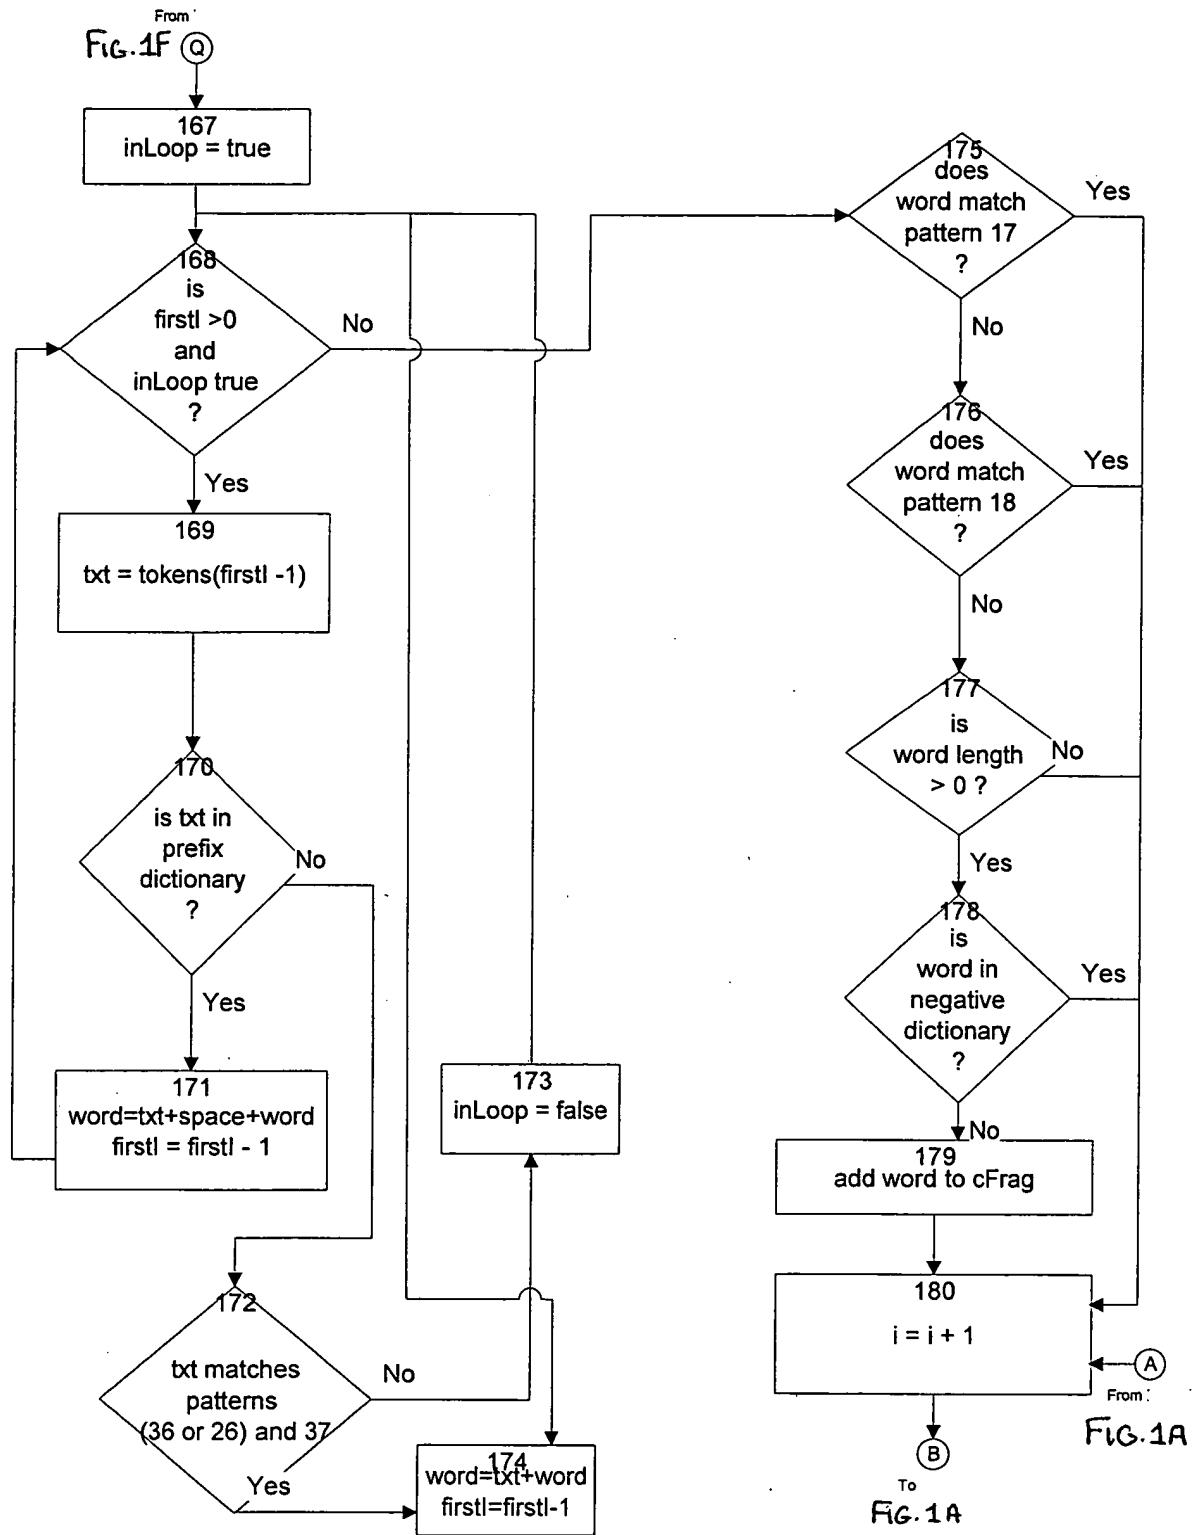 From
FIG. 1F Q
167
inLoop = true
168
is
firstI >0
and
inLoop true
?
No
Yes
169
txt = tokens(firstI -1)
170
is txt in
prefix
dictionary
?
No
Yes
171
word=txt+space+word
firstI = firstI - 1
172
txt matches
patterns
(36 or 26) and 37
No
Yes
173
inLoop = false
174
word=txt+word
firstI=firstI-1
175
does
word match
pattern 17
?
Yes
No
176
does
word match
pattern 18
?
Yes
No
177
is
word length
> 0 ?
No
Yes
178
is
word in
negative
dictionary
?
Yes
No
179
add word to cFrag
180
i = i + 1
A
From:
FIG. 1A
B
To
FIG. 1A